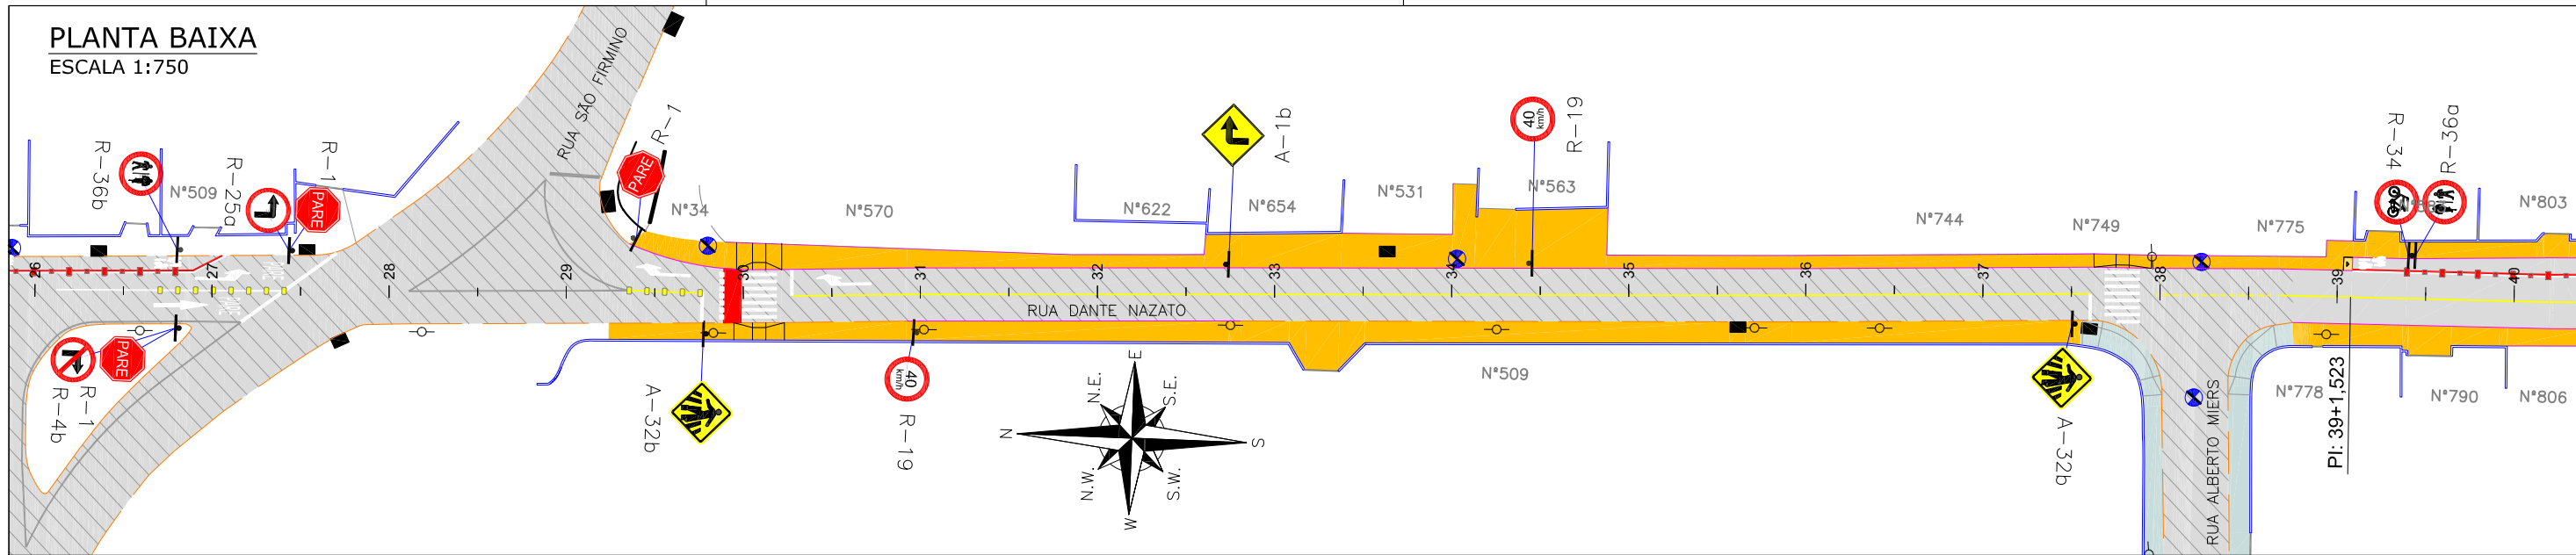 PLANTA BAIXA
ESCALA 1:750
RUA SÃO FIRMINO
R-36b
N°509
R-25a
R-1
PARE
R-1
PARE
N°34
N°570
N°622
N°654
A-1b
N°531
40
km/h
R-19
N°563
N°744
N°749
N°775
R-34
R-36a
N°803
26
27
28
29
30
31
32
33
34
35
36
37
38
39
40
PARE
PARE
RUA DANTE NAZATO
PARE
R-1
R-4b
A-32b
40
km/h
R-19
N
N.E.
E
S.E.
S
S.W.
W
N.W.
N°509
A-32b
RUA ALBERTO MIERS
N°778
PI: 39+1,523
N°790
N°806